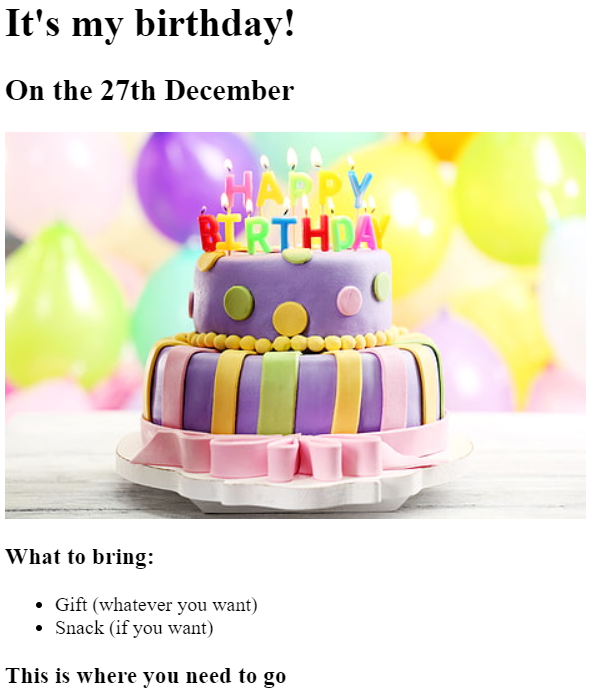 It's my birthday!
On the 27th December
HAPPY
BIRTHDAY
What to bring:
Gift (whatever you want)
Snack (if you want)
This is where you need to go